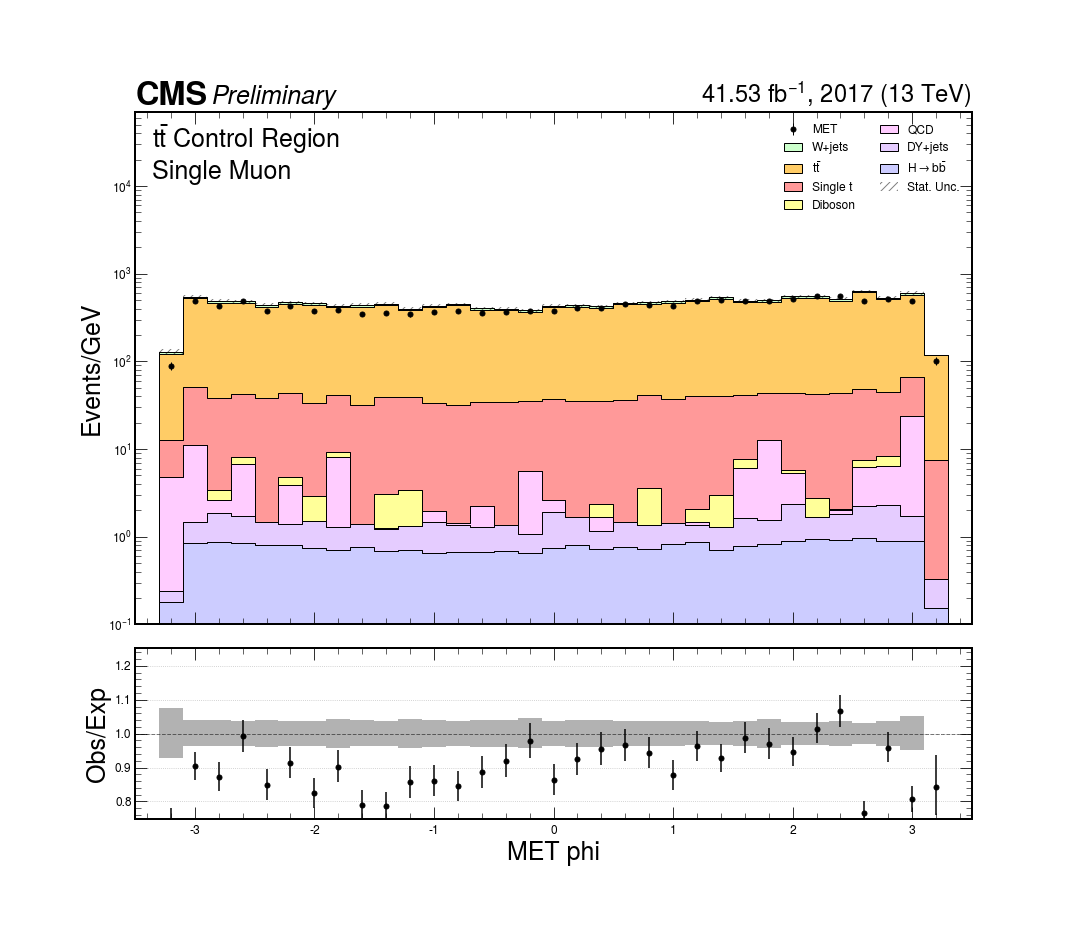 CMS Preliminary
41.53 fb⁻¹, 2017 (13 TeV)
tt̄ Control Region
Single Muon
MET
W+jets
tt̄
Single t
Diboson
QCD
DY+jets
H→bb̄
Stat. Unc.
Events/GeV
10⁴
10³
10²
10¹
10⁰
10⁻¹
Obs/Exp
1.2
1.1
1.0
0.9
0.8
-3 -2 -1 0 1 2 3
MET phi